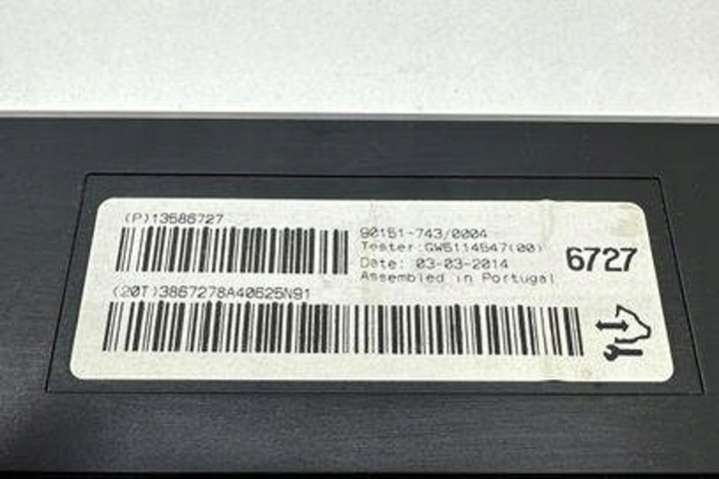 (P)13586727
90151-743/0004
Tester:GW5114547(00)
Date: 03-03-2014
Assembled in Portugal
6727
(20T)3867278A40625N91